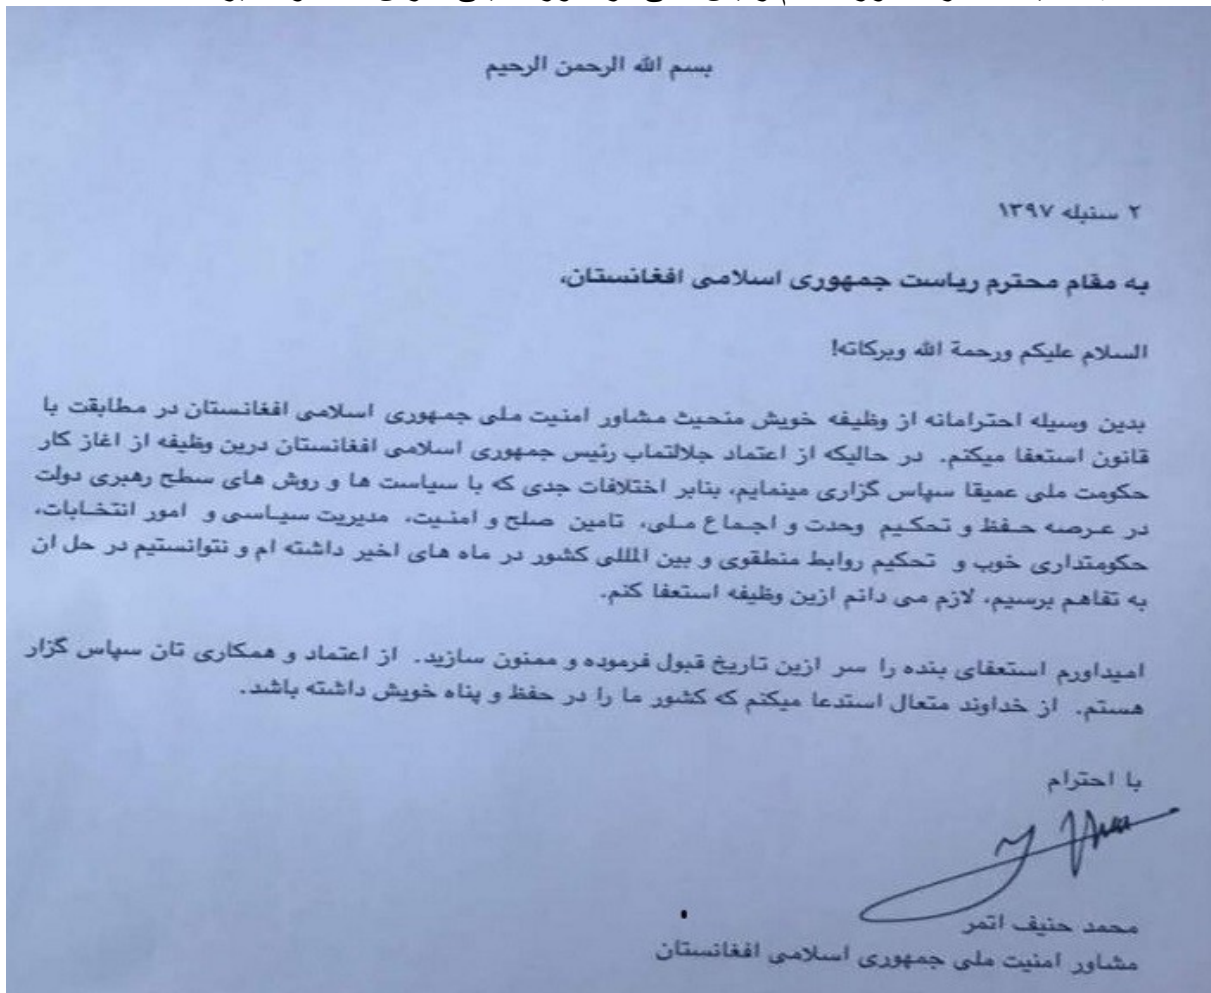 بسم الله الرحمن الرحیم
۲ سنبله ۱۳۹۷
به مقام محترم ریاست جمهوری اسلامی افغانستان،
السلام علیکم ورحمة الله وبرکاته!
بدین وسیله احترامانه از وظیفه خویش منحیث مشاور امنیت ملی جمهوری اسلامی افغانستان در مطابقت با
قانون استعفا میکنم. در حالیکه از اعتماد جلالتماب رئیس جمهوری اسلامی افغانستان درین وظیفه از اغاز کار
حکومت ملی عمیقا سپاس گزاری مینمایم، بنابر اختلافات جدی که با سیاست ها و روش های سطح رهبری دولت
در عرصه حفظ و تحکیم وحدت و اجماع ملی، تامین صلح و امنیت، مدیریت سیاسی و امور انتخابات،
حکومتداری خوب و تحکیم روابط منطقوی و بین المللی کشور در ماه های اخیر داشته ام و نتوانستیم در حل ان
به تفاهم برسیم، لازم می دانم ازین وظیفه استعفا کنم.
امیداورم استعفای بنده را سر ازین تاریخ قبول فرموده و ممنون سازید. از اعتماد و همکاری تان سپاس گزار
هستم. از خداوند متعال استدعا میکنم که کشور ما را در حفظ و پناه خویش داشته باشد.
با احترام
محمد حنیف اتمر
مشاور امنیت ملی جمهوری اسلامی افغانستان